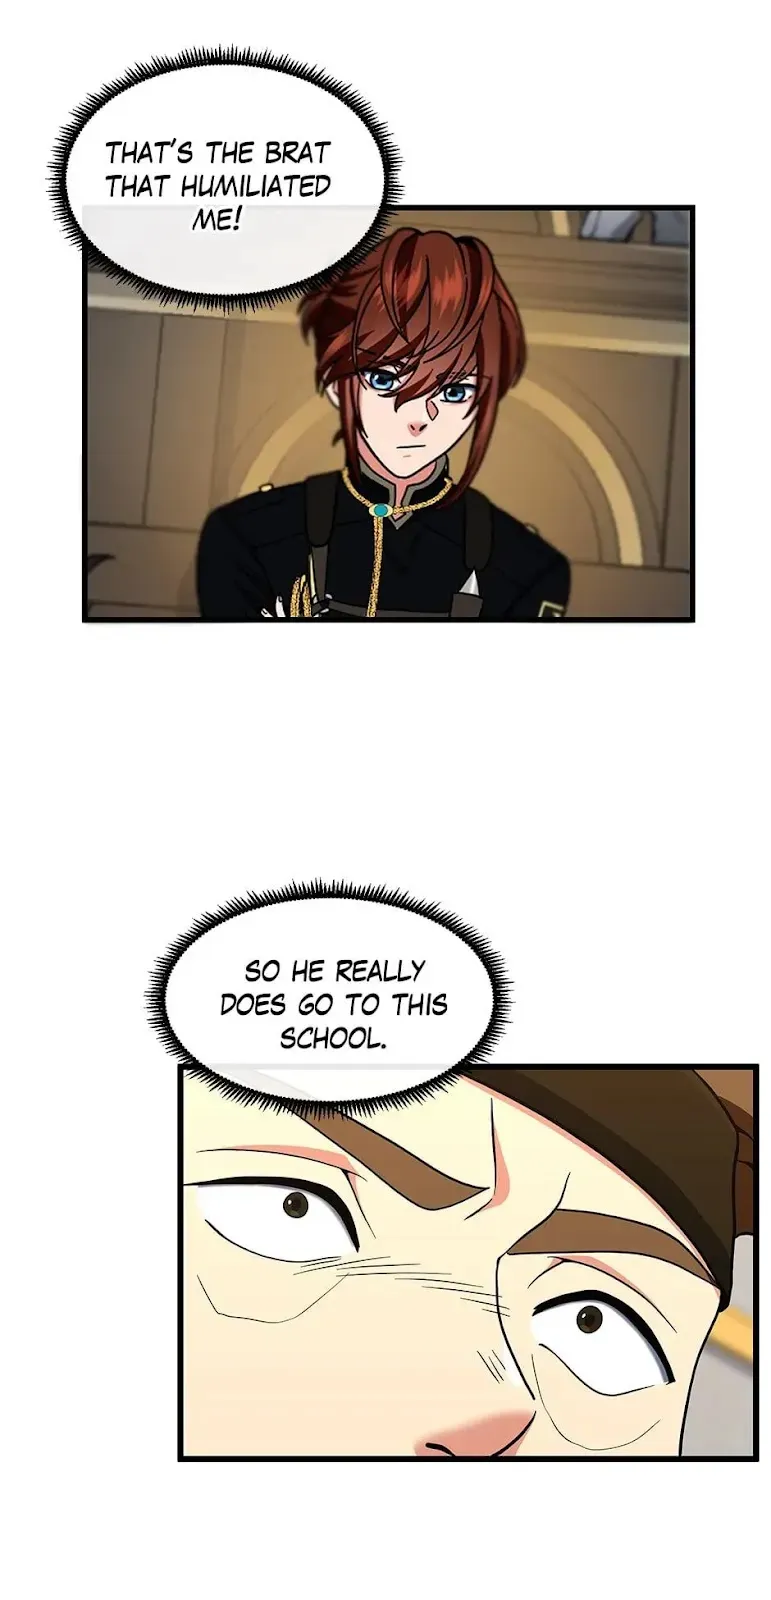 THAT'S THE BRAT
THAT HUMILIATED
ME!
SO HE REALLY
DOES GO TO THIS
SCHOOL.